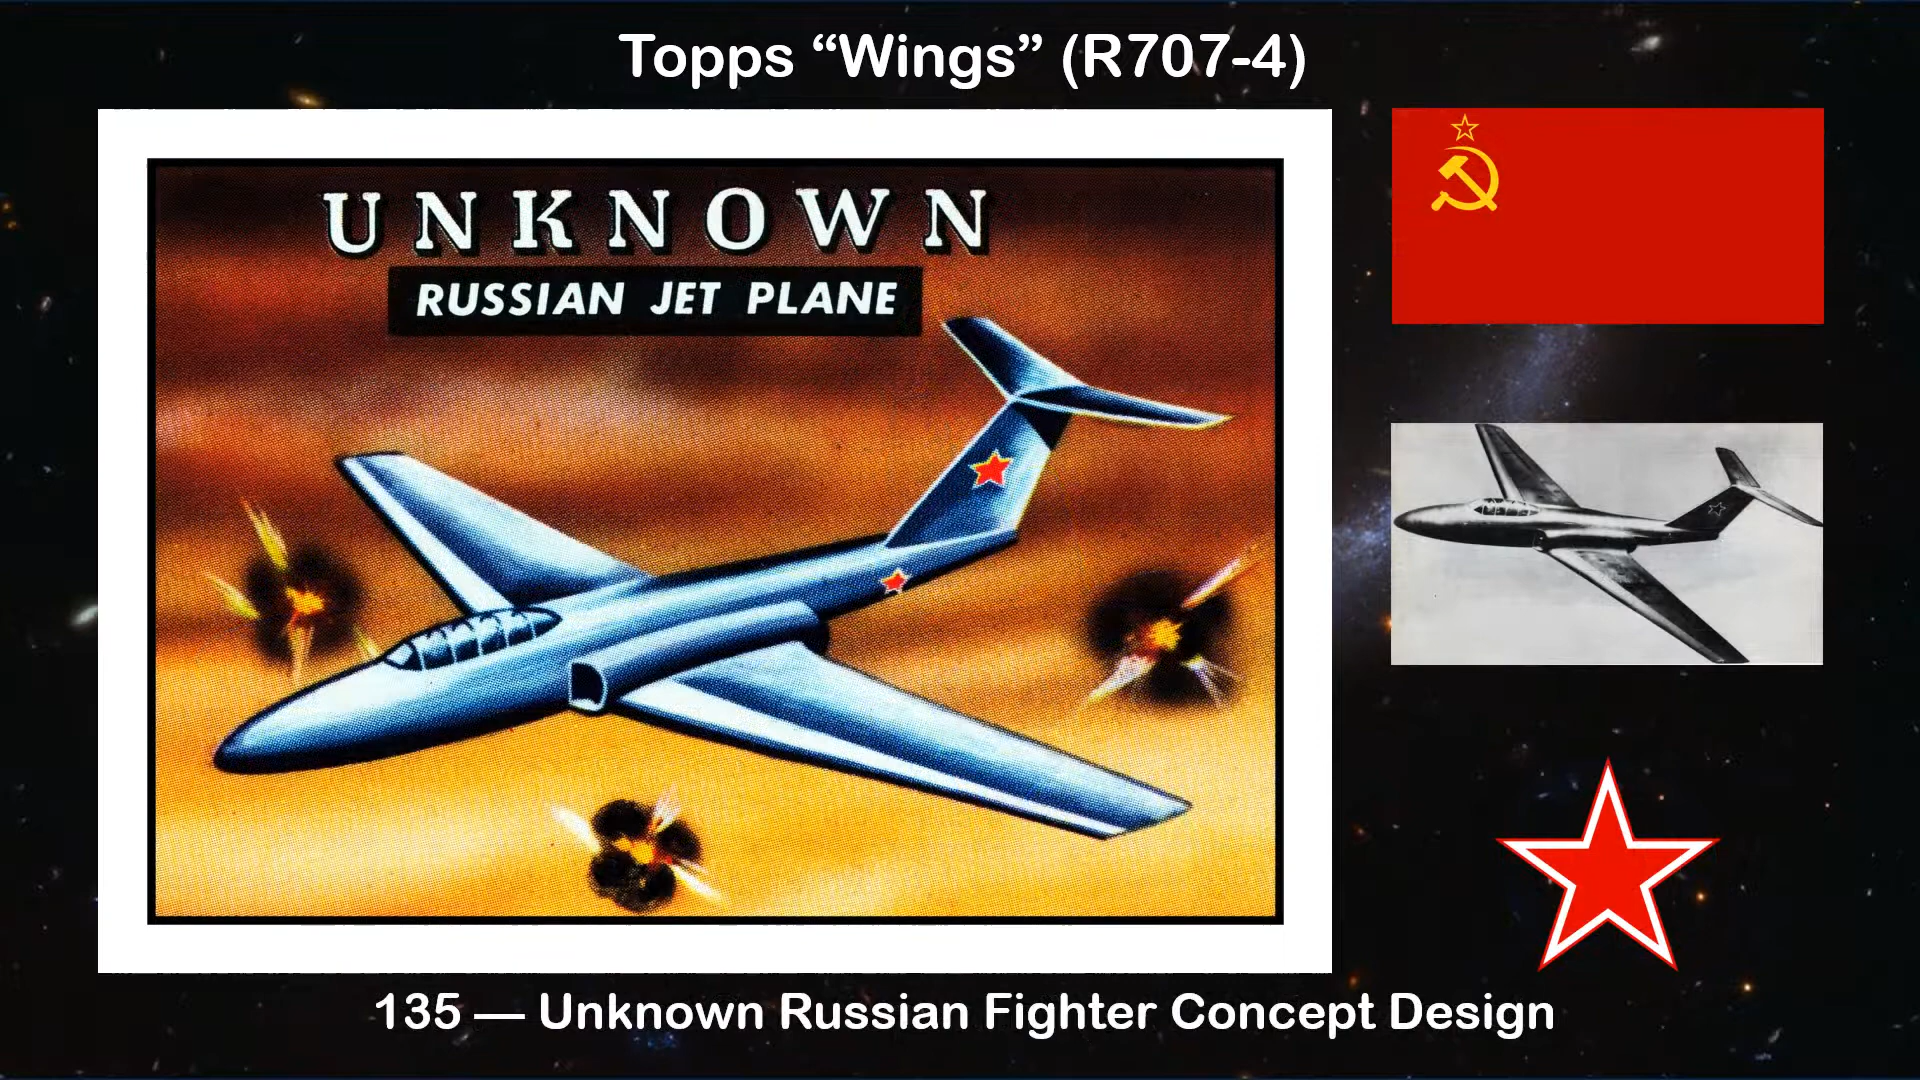 Topps “Wings” (R707-4)
UNKNOWN
RUSSIAN JET PLANE
135 — Unknown Russian Fighter Concept Design